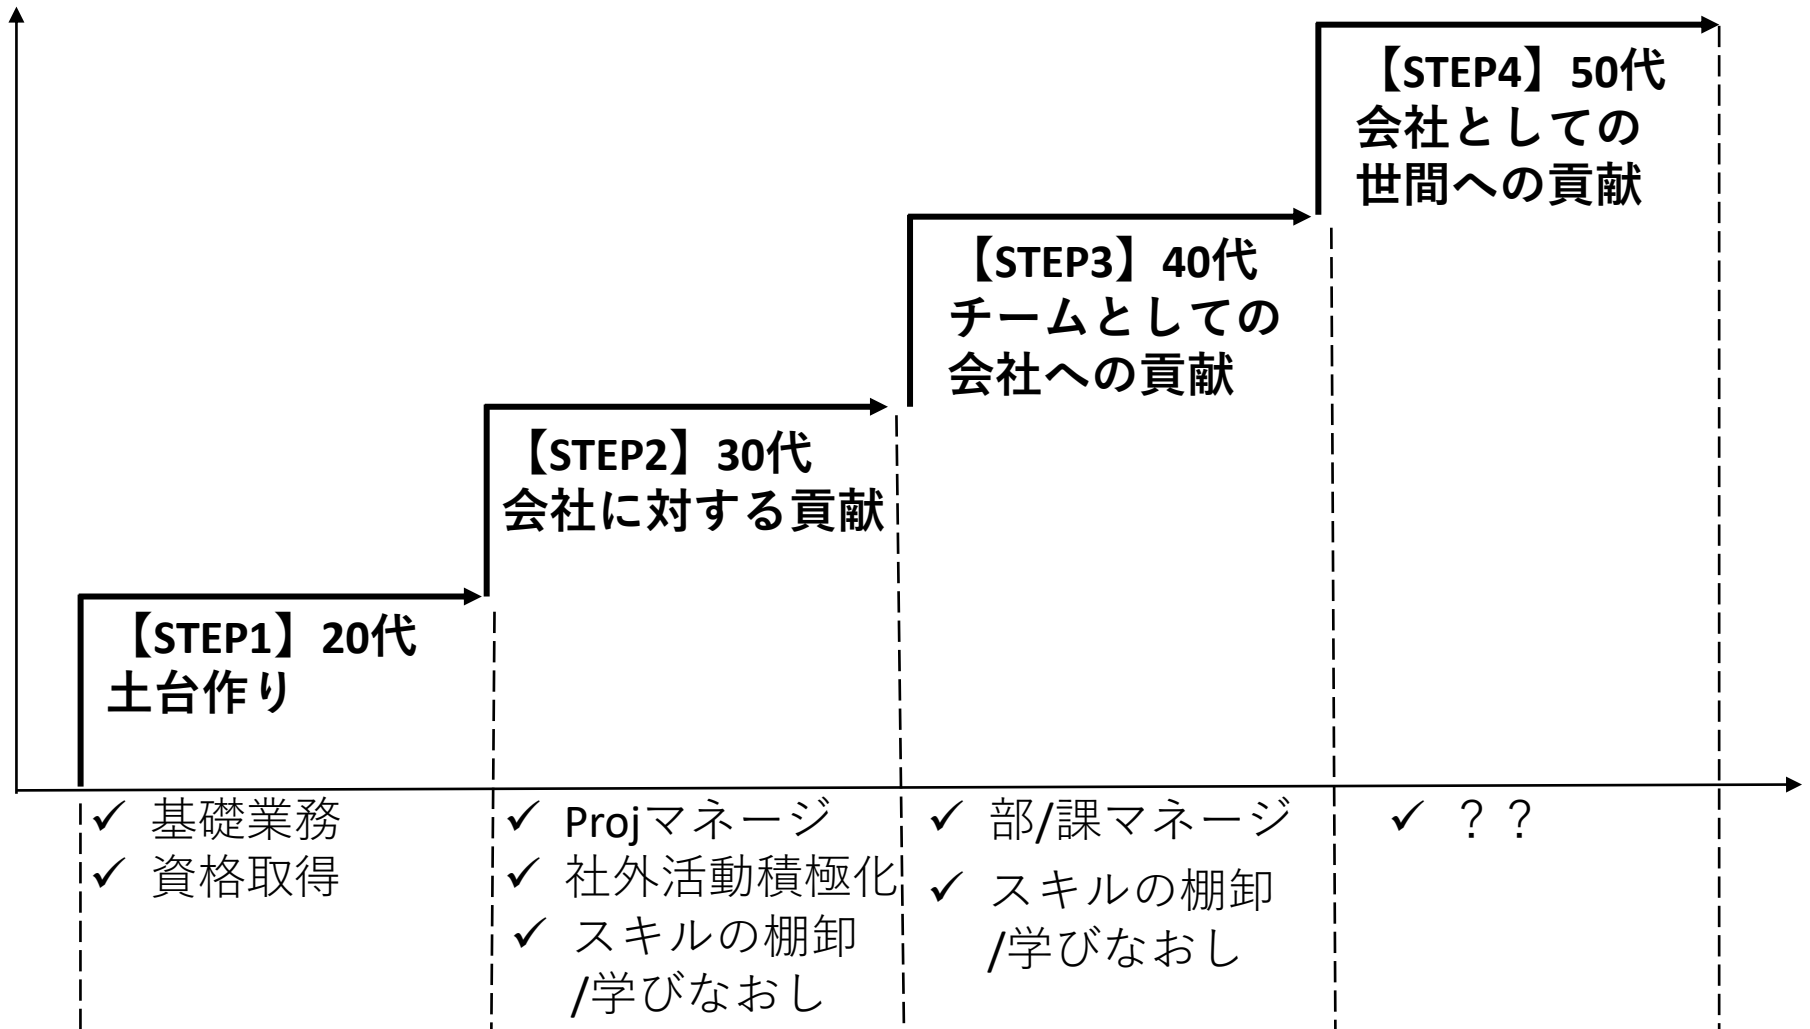 【STEP4】50代
会社としての
世間への貢献
【STEP3】40代
チームとしての
会社への貢献
【STEP2】30代
会社に対する貢献
【STEP1】20代
土台作り
✓ 基礎業務
✓ 資格取得
✓ Projマネージ
✓ 社外活動積極化
✓ スキルの棚卸
/学びなおし
✓ 部/課マネージ
✓ スキルの棚卸
/学びなおし
✓ ？？